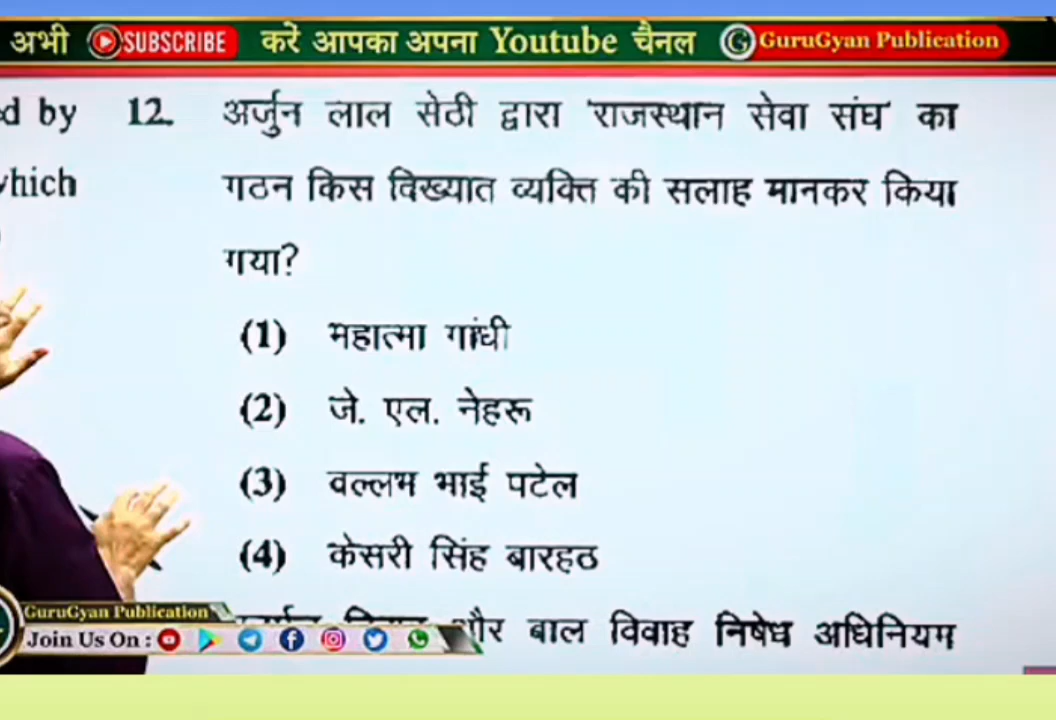 अभी SUBSCRIBE करे आपका अपना Youtube चैनल GuruGyan Publication
d by
hich
12. अर्जुन लाल सेठी द्वारा 'राजस्थान सेवा संघ' का
गठन किस विख्यात व्यक्ति की सलाह मानकर किया
गया?
(1) महात्मा गांधी
(2) जे. एल. नेहरू
(3) वल्लभ भाई पटेल
(4) केसरी सिंह बारहठ
और बाल विवाह निषेध अधिनियम
GuruGyan Publication
Join Us On :